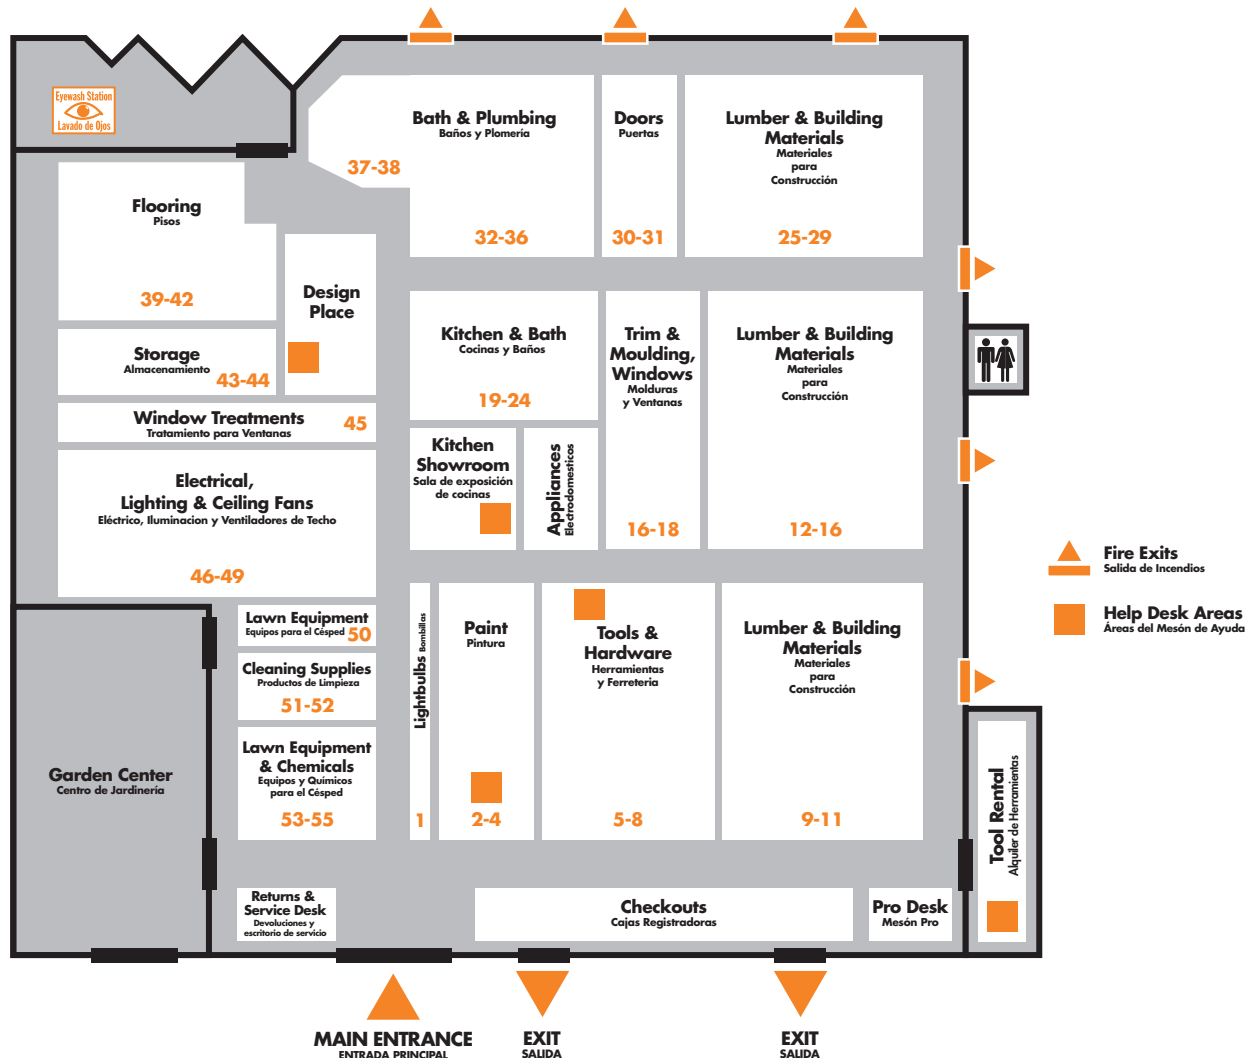 Eyewash Station
Lavado de Ojos
Bath & Plumbing
Baños y Plomería
37-38
32-36
Doors
Puertas
30-31
Lumber & Building
Materials
Materiales
para
Construcción
25-29
Flooring
Pisos
39-42
Design
Place
Storage
Almacenamiento
43-44
Window Treatments
Tratamiento para Ventanas
45
Kitchen & Bath
Cocinas y Baños
19-24
Trim &
Moulding,
Windows
Molduras
y Ventanas
16-18
Lumber & Building
Materials
Materiales
para
Construcción
12-16
Kitchen
Showroom
Sala de exposición
de cocinas
Appliances
Electrodomesticos
Electrical,
Lighting & Ceiling Fans
Eléctrico, Iluminacion y Ventiladores de Techo
46-49
Fire Exits
Salida de Incendios
Help Desk Areas
Áreas del Mesón de Ayuda
Lawn Equipment
Equipos para el Césped
50
Cleaning Supplies
Productos de Limpieza
51-52
Lawn Equipment
& Chemicals
Equipos y Químicos
para el Césped
53-55
Lightbulbs Bombillas
1
Paint
Pintura
2-4
Tools &
Hardware
Herramientas
y Ferreteria
5-8
Lumber & Building
Materials
Materiales
para
Construcción
9-11
Garden Center
Centro de Jardinería
Tool Rental
Alquiler de Herramientas
Returns &
Service Desk
Devoluciones y
escritorio de servicio
Checkouts
Cajas Registradoras
Pro Desk
Mesón Pro
MAIN ENTRANCE
ENTRADA PRINCIPAL
EXIT
SALIDA
EXIT
SALIDA